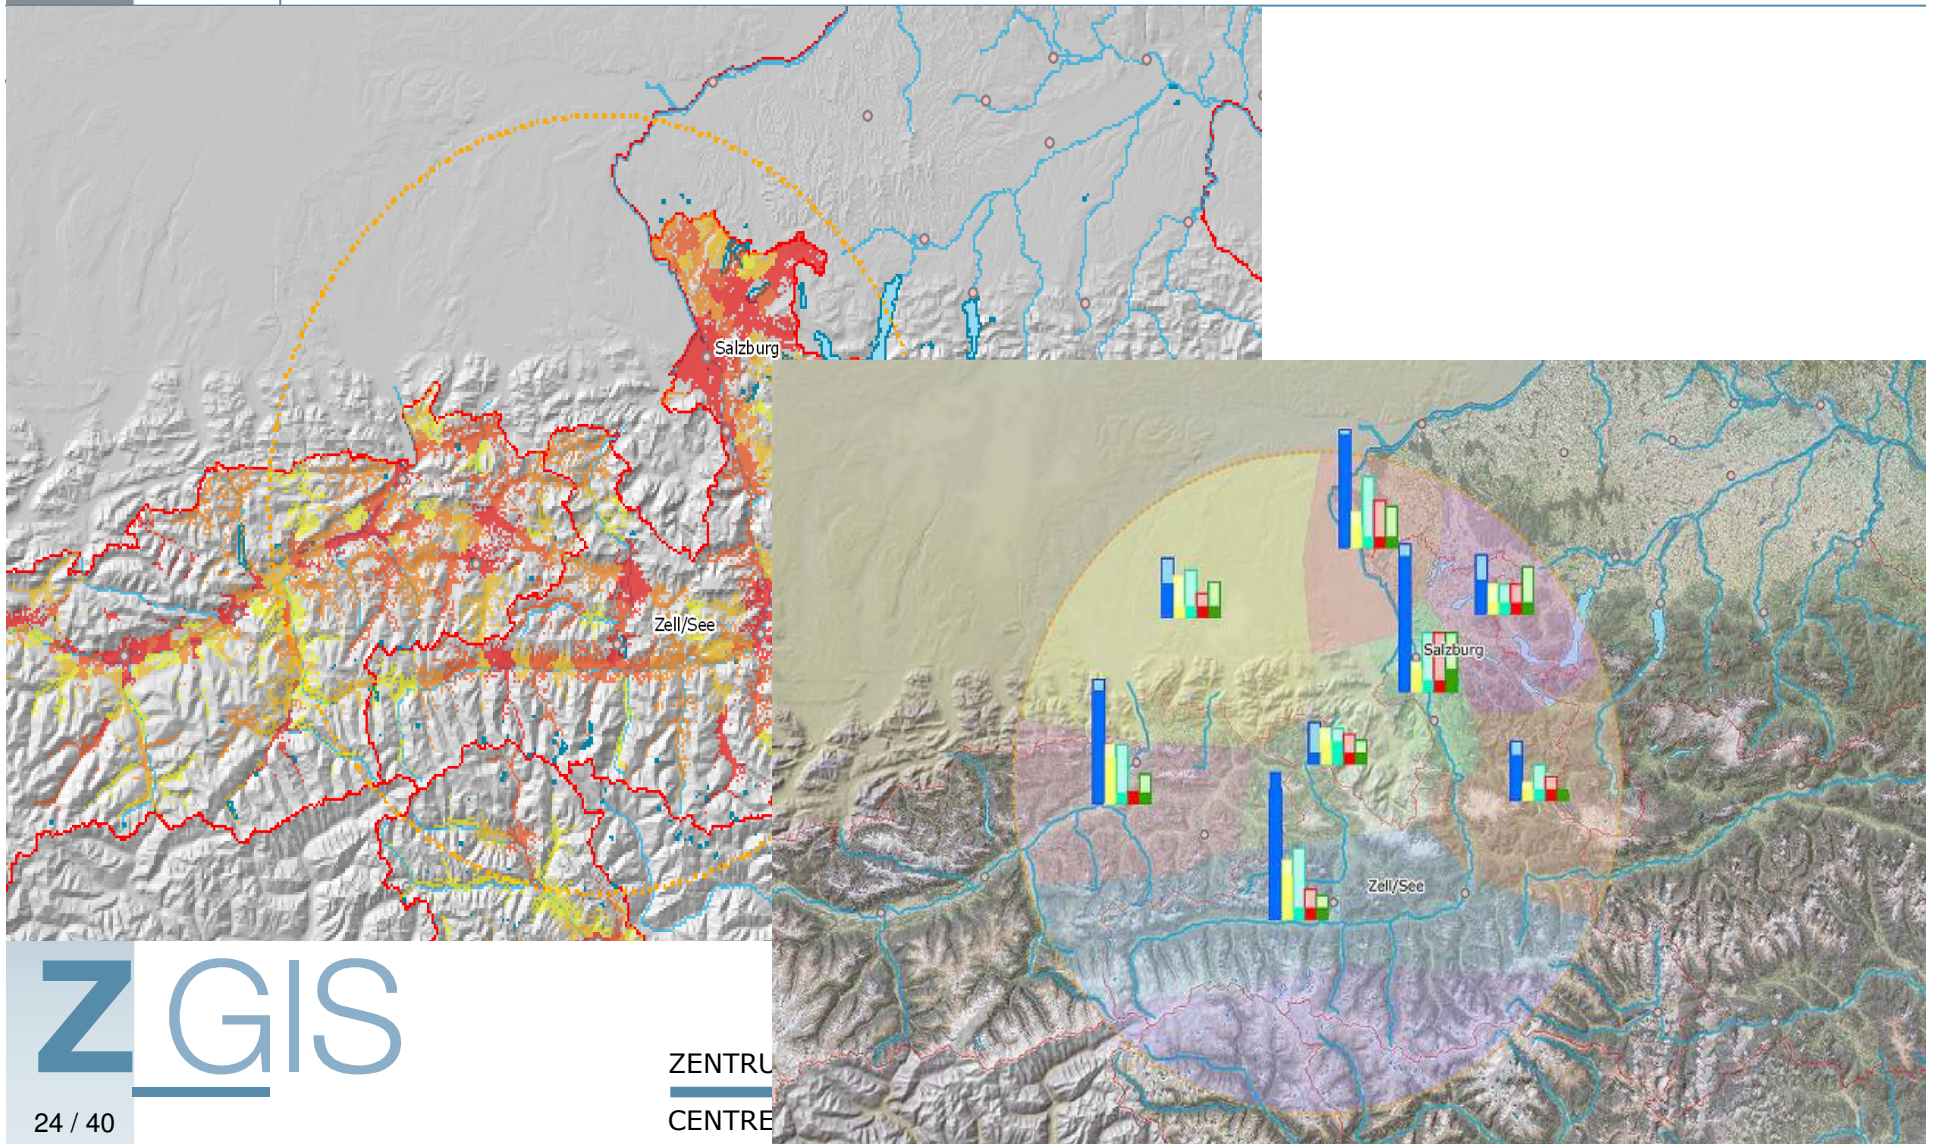 Salzburg
Zell/See
Salzburg
Zell/See
Z GIS
ZENTRU
CENTRE
24 / 40